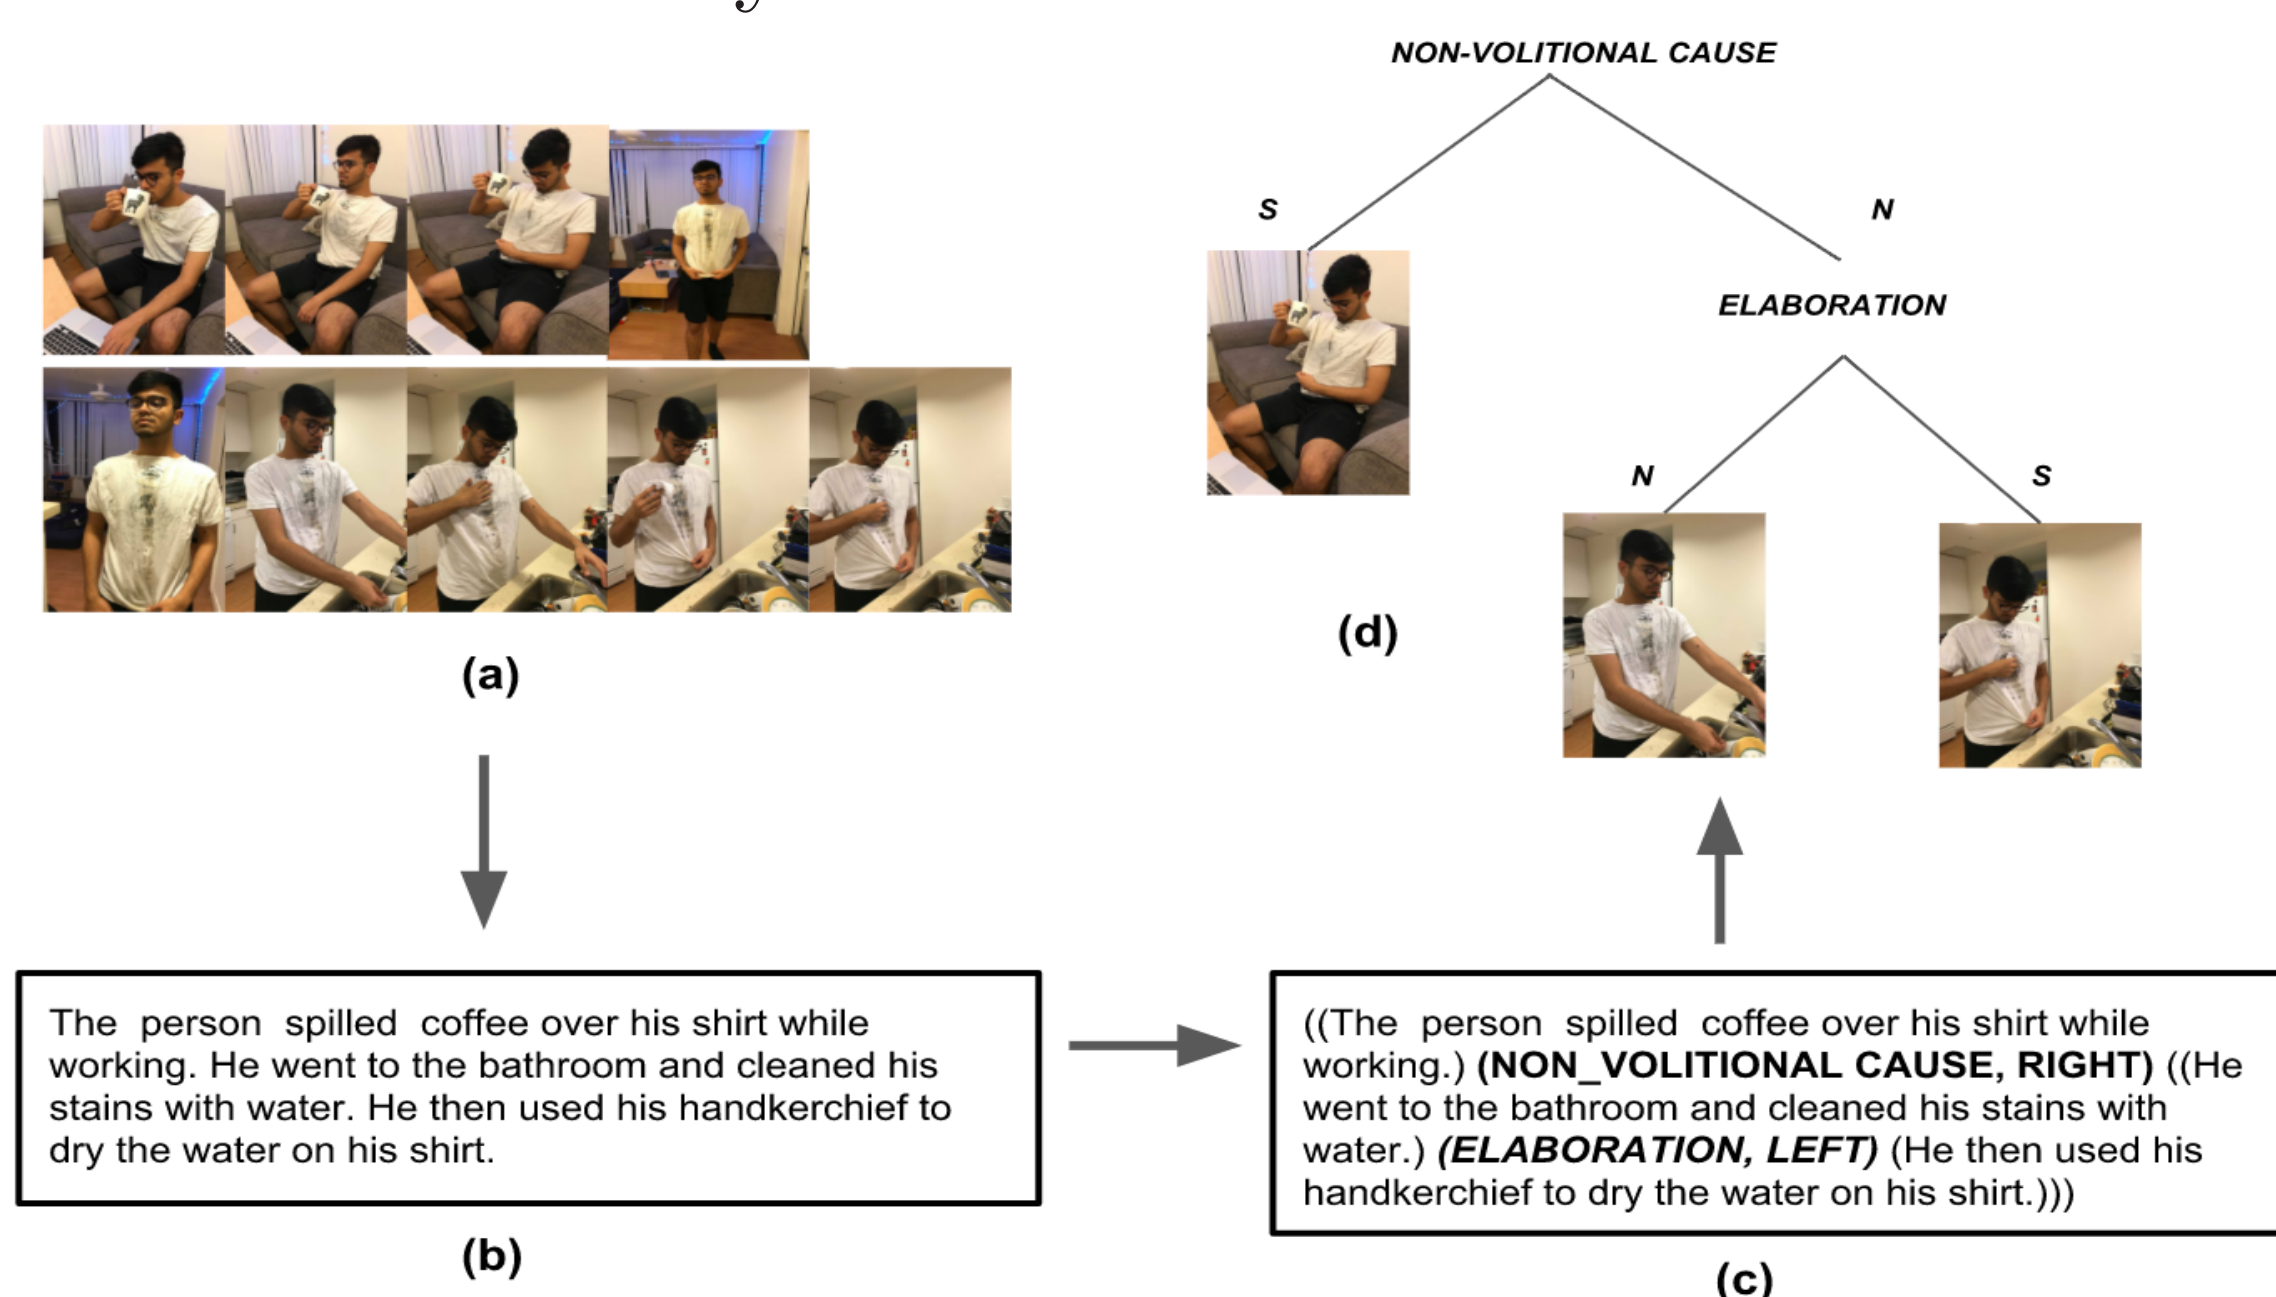 y
NON-VOLITIONAL CAUSE
S
N
ELABORATION
N
S
(d)
(a)
The person spilled coffee over his shirt while
working. He went to the bathroom and cleaned his
stains with water. He then used his handkerchief to
dry the water on his shirt.
(b)
((The person spilled coffee over his shirt while
working.) (NON_VOLITIONAL CAUSE, RIGHT) ((He
went to the bathroom and cleaned his stains with
water.) (ELABORATION, LEFT) (He then used his
handkerchief to dry the water on his shirt.)))
(c)